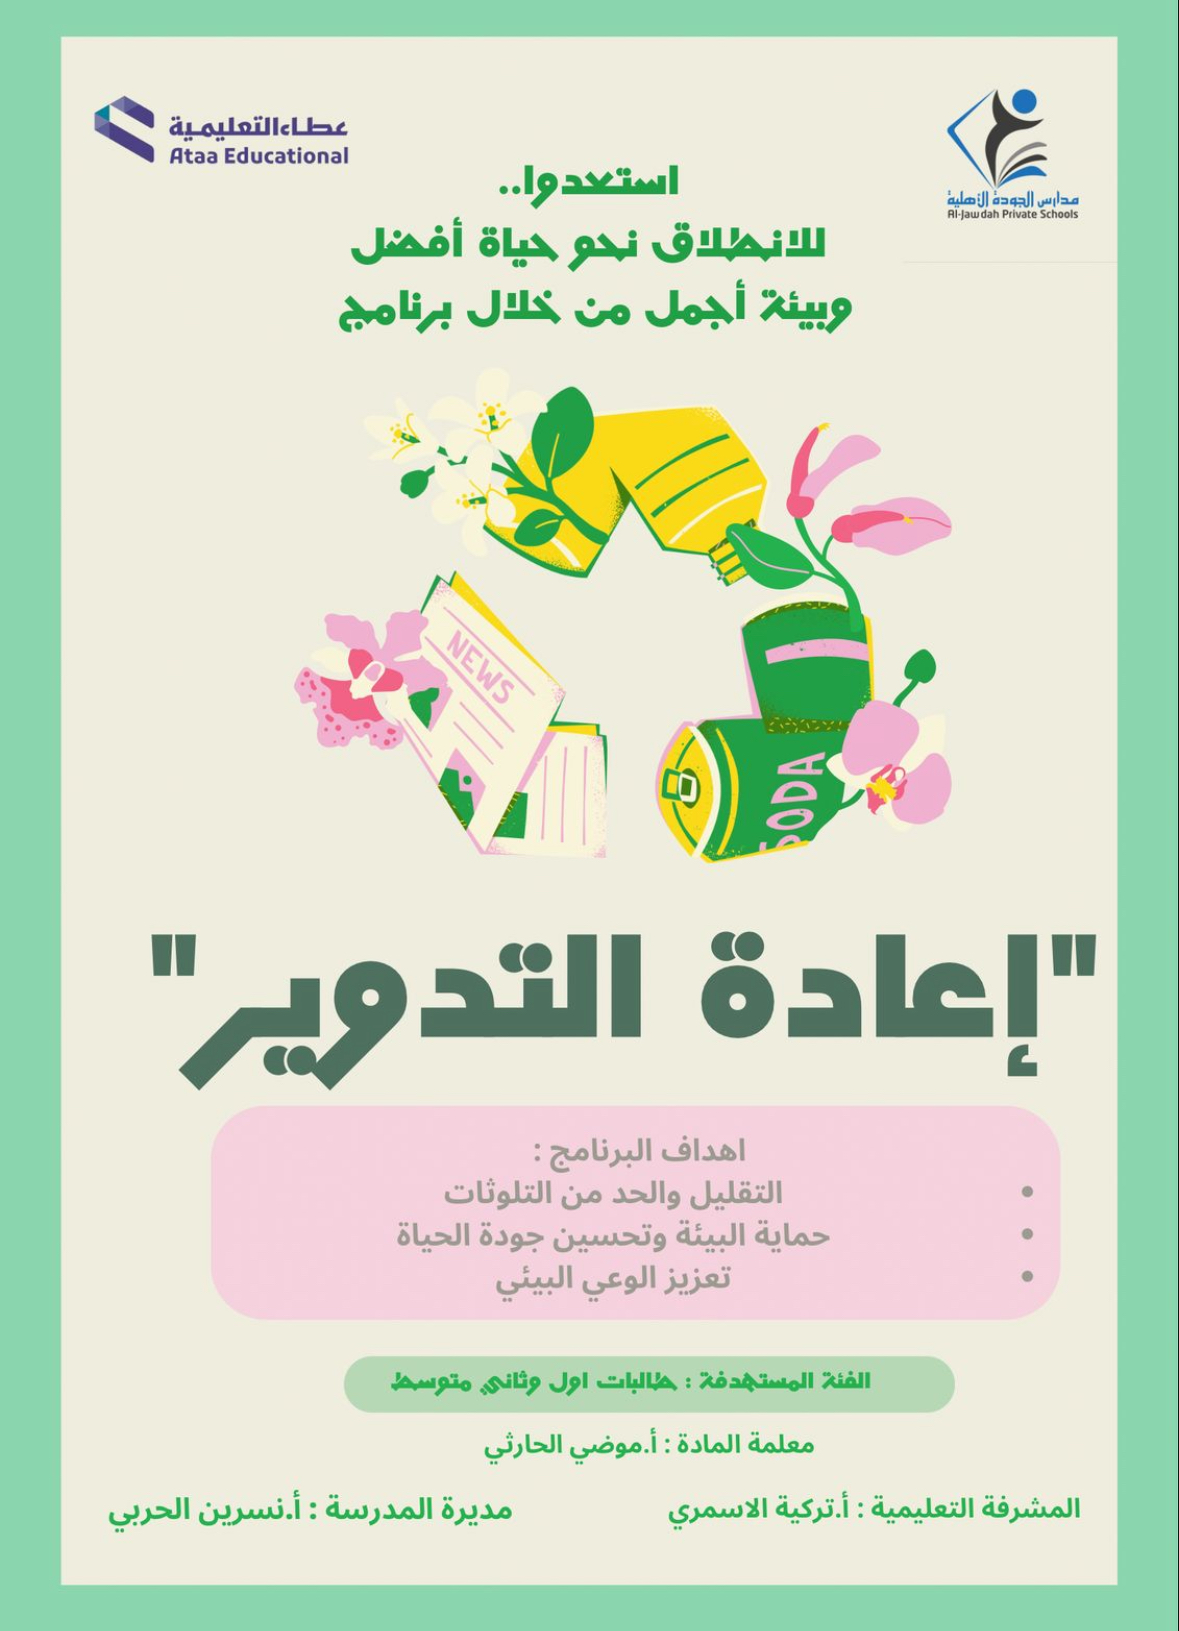 مدارس الجودة الأهلية
Al-Jawdah Private Schools
عطاء التعليمية
Ataa Educational
استعدوا..
للانطلاق نحو حياة أفضل
وبيئة أجمل من خلال برنامج
NEWS
SODA
"إعادة التدوير"
اهداف البرنامج :
• التقليل والحد من التلوثات
• حماية البيئة وتحسين جودة الحياة
• تعزيز الوعي البيئي
الفئة المستهدفة : طالبات اول وثاني متوسط
معلمة المادة : أ.موضي الحارثي
المشرفة التعليمية : أ.تركية الاسمري
مديرة المدرسة : أ.نسرين الحربي